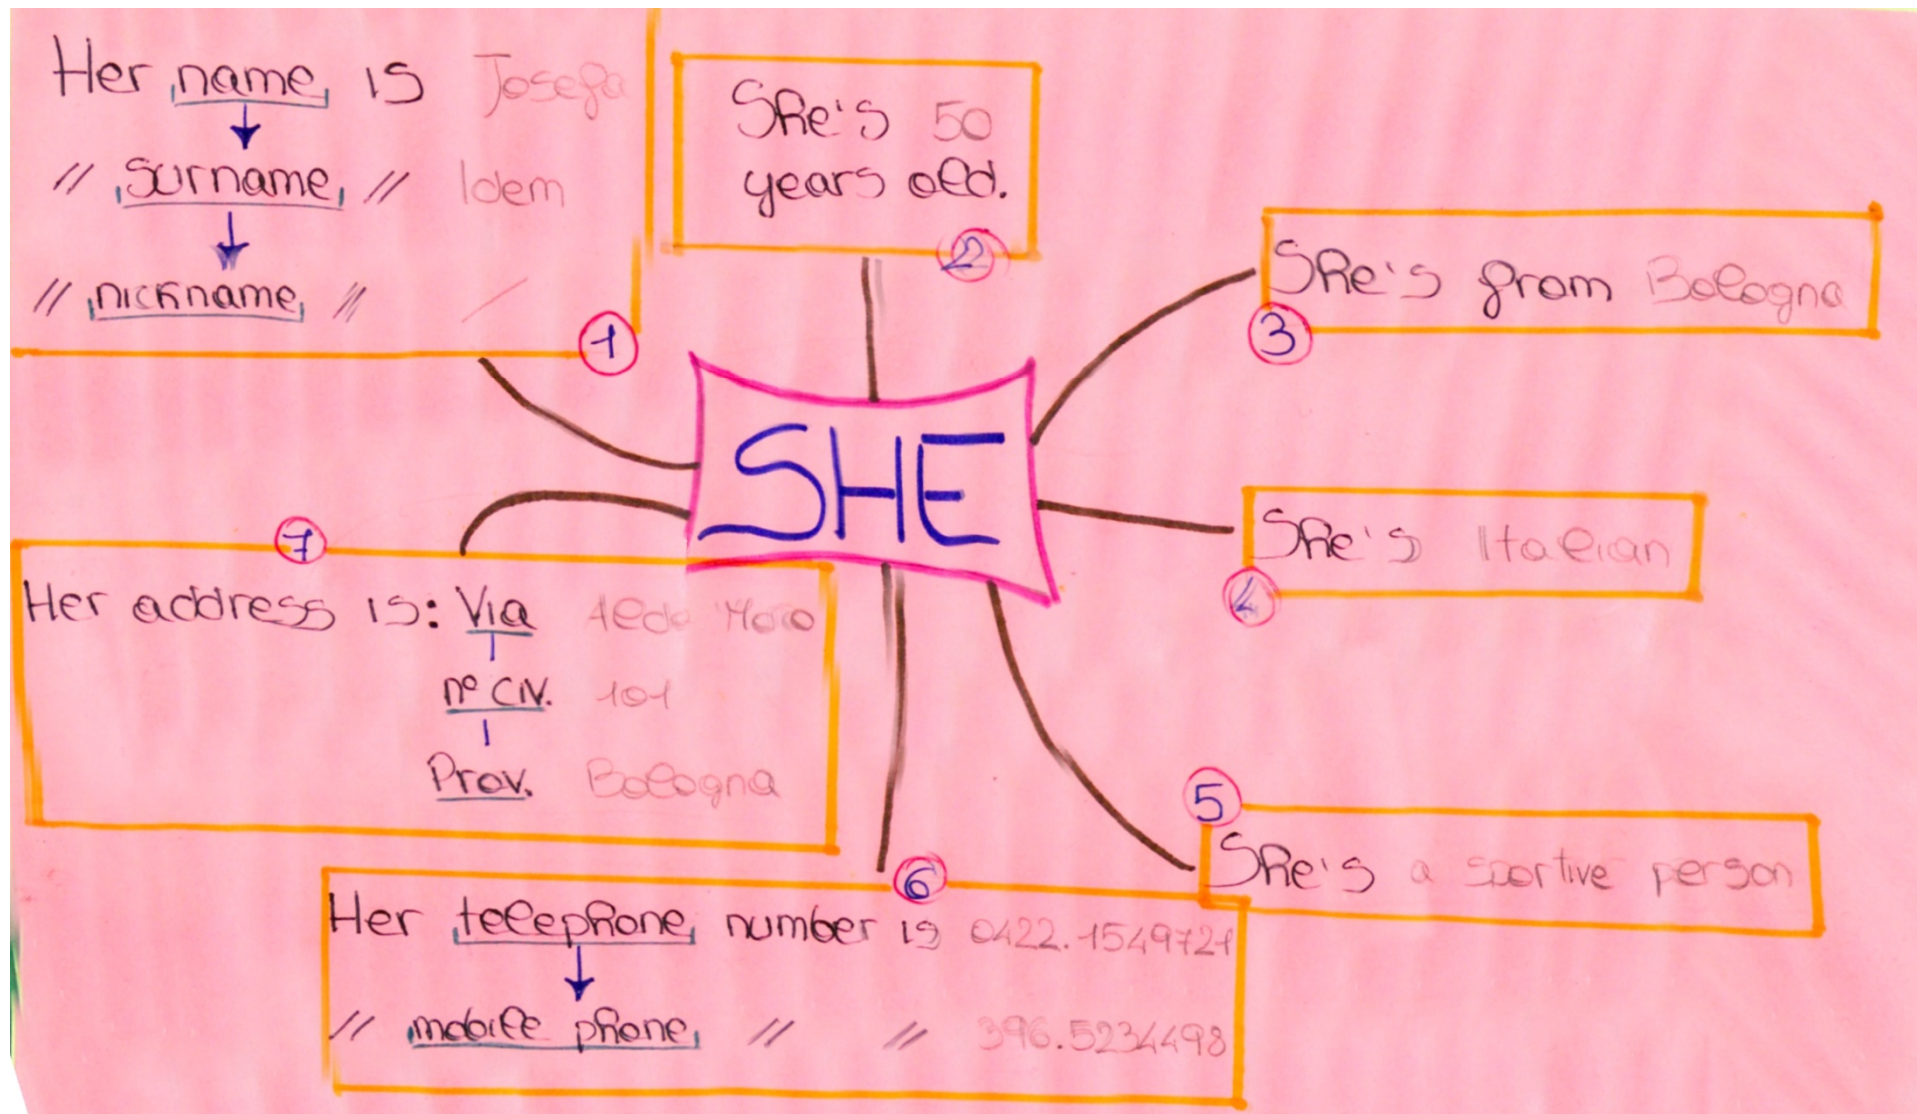 Her name is Josefa
// surname // Idem
// nickname // /
1
She's 50
years old.
2
She's from Bologna
3
SHE
She's Italian
4
7
Her address is: Via Aldo Moro
n° civ. 101
Prov. Bologna
5
She's a sportive person
6
Her telephone number is 0422.1549721
// mobile phone // // 396.5234498